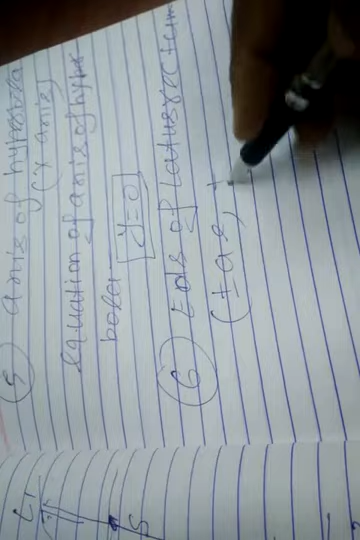 5) axis of hyperbola
(x axis)
equation of axis of hyper
bola y=0
6 Ends of latus rectum
(±ae, +